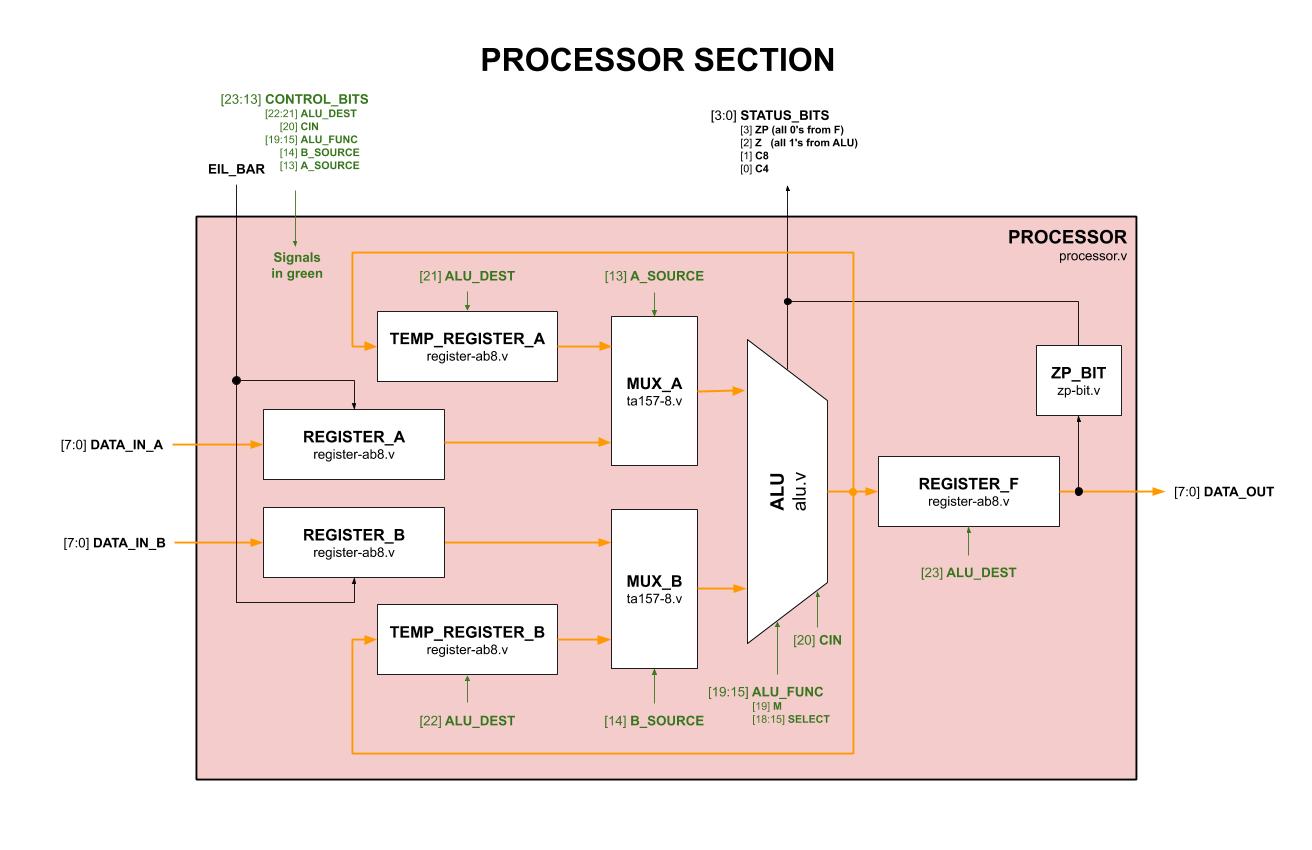 PROCESSOR SECTION
[23:13] CONTROL_BITS
[22:21] ALU_DEST
[20] CIN
[19:15] ALU_FUNC
[14] B_SOURCE
[13] A_SOURCE
EIL_BAR
[3:0] STATUS_BITS
[3] ZP (all 0's from F)
[2] Z (all 1's from ALU)
[1] C8
[0] C4
PROCESSOR
processor.v
Signals
in green
[21] ALU_DEST
[13] A_SOURCE
TEMP_REGISTER_A
register-ab8.v
MUX_A
ta157-8.v
ZP_BIT
zp-bit.v
[7:0] DATA_IN_A
REGISTER_A
register-ab8.v
ALU
alu.v
REGISTER_F
register-ab8.v
[7:0] DATA_OUT
[7:0] DATA_IN_B
REGISTER_B
register-ab8.v
MUX_B
ta157-8.v
[23] ALU_DEST
TEMP_REGISTER_B
register-ab8.v
[20] CIN
[22] ALU_DEST
[14] B_SOURCE
[19:15] ALU_FUNC
[19] M
[18:15] SELECT